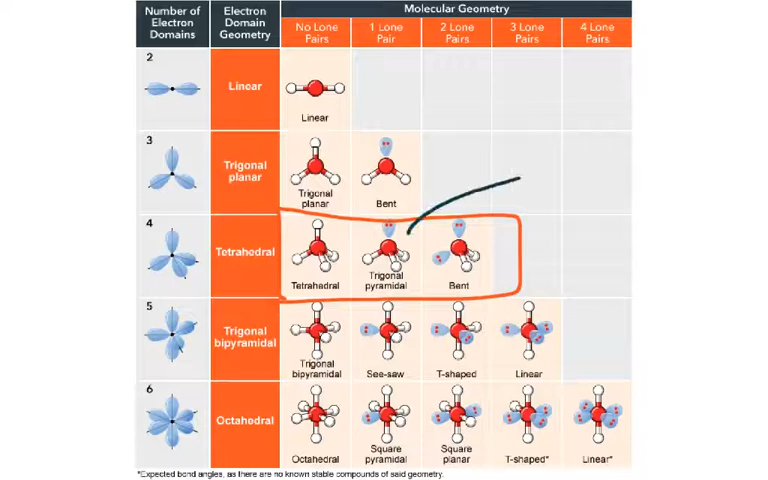 Number of Electron Domains
Electron Domain Geometry
Molecular Geometry
No Lone Pairs
1 Lone Pair
2 Lone Pairs
3 Lone Pairs
4 Lone Pairs
2
Linear
Linear
3
Trigonal planar
Trigonal planar
Bent
4
Tetrahedral
Tetrahedral
Trigonal pyramidal
Bent
5
Trigonal bipyramidal
Trigonal bipyramidal
See-saw
T-shaped
Linear
6
Octahedral
Octahedral
Square pyramidal
Square planar
T-shaped*
Linear*
*Expected bond angles, as there are no known stable compounds of said geometry.